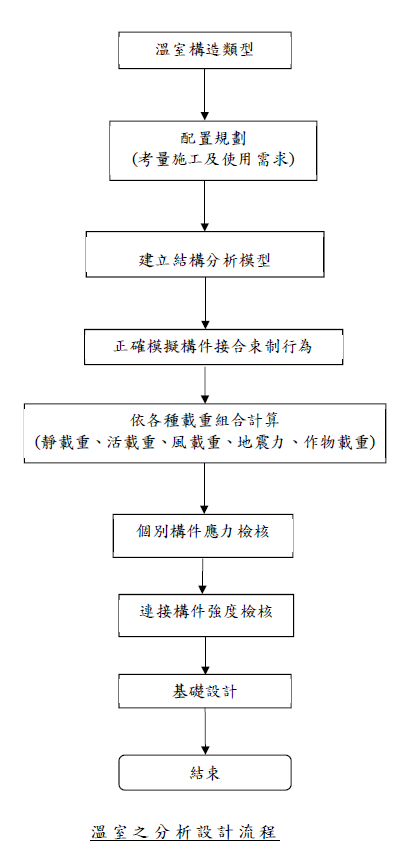 溫室構造類型
配置規劃
(考量施工及使用需求)
建立結構分析模型
正確模擬構件接合束制行為
依各種載重組合計算
(靜載重、活載重、風載重、地震力、作物載重)
個別構件應力檢核
連接構件強度檢核
基礎設計
結束
溫室之分析設計流程